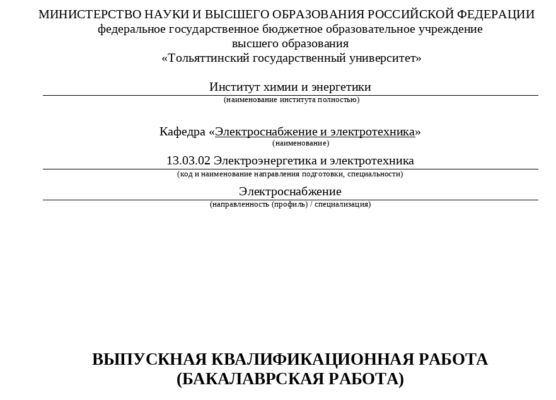 МИНИСТЕРСТВО НАУКИ И ВЫСШЕГО ОБРАЗОВАНИЯ РОССИЙСКОЙ ФЕДЕРАЦИИ
федеральное государственное бюджетное образовательное учреждение
высшего образования
«Тольяттинский государственный университет»
Институт химии и энергетики
(наименование института полностью)
Кафедра «Электроснабжение и электротехника»
(наименование)
13.03.02 Электроэнергетика и электротехника
(код и наименование направления подготовки, специальности)
Электроснабжение
(направленность (профиль) / специализация)
ВЫПУСКНАЯ КВАЛИФИКАЦИОННАЯ РАБОТА
(БАКАЛАВРСКАЯ РАБОТА)